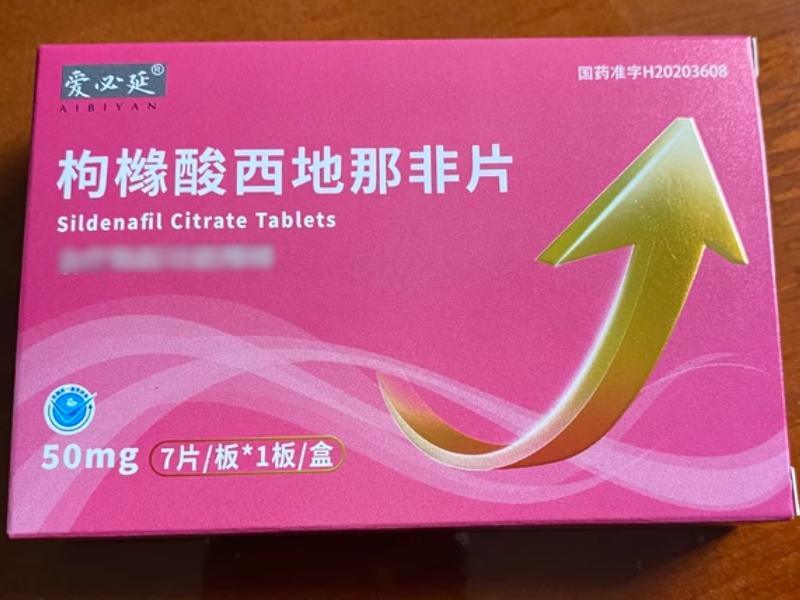 爱必延®
AIBIYAN
国药准字H20203608
枸橼酸西地那非片
Sildenafil Citrate Tablets
50mg 7片/板*1板/盒